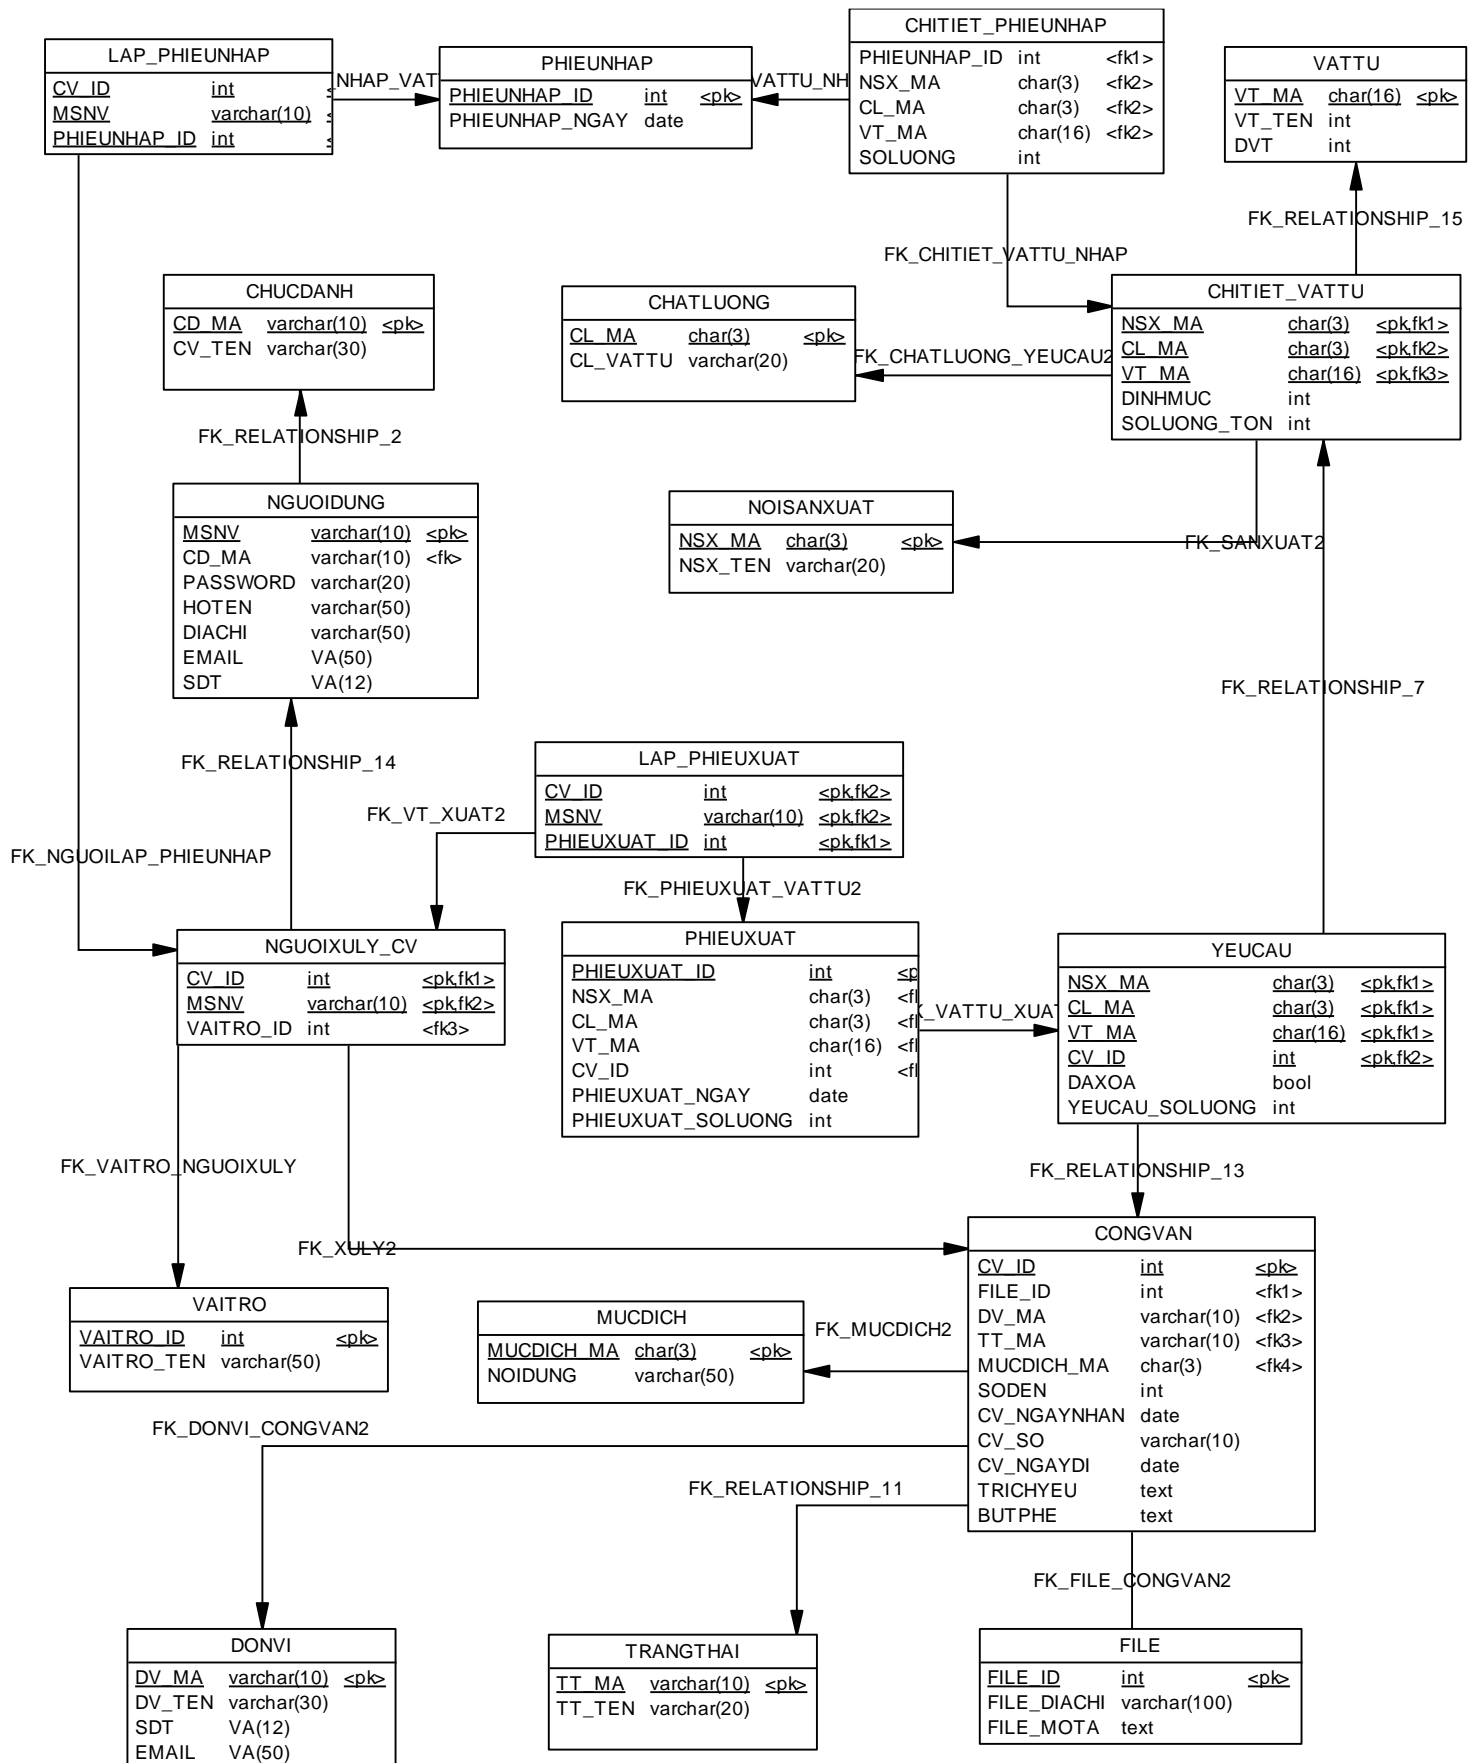 LAP_PHIEUNHAP
CV_ID int
MSNV varchar(10)
PHIEUNHAP_ID int
NHAP_VAT
PHIEUNHAP
PHIEUNHAP_ID int <pk>
PHIEUNHAP_NGAY date
VATTU_NH
CHITIET_PHIEUNHAP
PHIEUNHAP_ID int <fk1>
NSX_MA char(3) <fk2>
CL_MA char(3) <fk2>
VT_MA char(16) <fk2>
SOLUONG int
VATTU
VT_MA char(16) <pk>
VT_TEN int
DVT int
FK_RELATIONSHIP_15
FK_CHITIET_VATTU_NHAP
CHUCDANH
CD_MA varchar(10) <pk>
CV_TEN varchar(30)
CHATLUONG
CL_MA char(3) <pk>
CL_VATTU varchar(20)
FK_CHATLUONG_YEUCAU2
CHITIET_VATTU
NSX_MA char(3) <pk,fk1>
CL_MA char(3) <pk,fk2>
VT_MA char(16) <pk,fk3>
DINHMUC int
SOLUONG_TON int
FK_RELATIONSHIP_2
NGUOIDUNG
MSNV varchar(10) <pk>
CD_MA varchar(10) <fk>
PASSWORD varchar(20)
HOTEN varchar(50)
DIACHI varchar(50)
EMAIL VA(50)
SDT VA(12)
NOISANXUAT
NSX_MA char(3) <pk>
NSX_TEN varchar(20)
FK_SANXUAT2
FK_RELATIONSHIP_7
FK_RELATIONSHIP_14
LAP_PHIEUXUAT
CV_ID int <pk,fk2>
MSNV varchar(10) <pk,fk2>
PHIEUXUAT_ID int <pk,fk1>
FK_VT_XUAT2
FK_NGUOILAP_PHIEUNHAP
FK_PHIEUXUAT_VATTU2
NGUOIXULY_CV
CV_ID int <pk,fk1>
MSNV varchar(10) <pk,fk2>
VAITRO_ID int <fk3>
PHIEUXUAT
PHIEUXUAT_ID int <p
NSX_MA char(3) <fl
CL_MA char(3) <fl
VT_MA char(16) <fl
CV_ID int <fl
PHIEUXUAT_NGAY date
PHIEUXUAT_SOLUONG int
_VATTU_XUAT
YEUCAU
NSX_MA char(3) <pk,fk1>
CL_MA char(3) <pk,fk1>
VT_MA char(16) <pk,fk1>
CV_ID int <pk,fk2>
DAXOA bool
YEUCAU_SOLUONG int
FK_VAITRO_NGUOIXULY
FK_RELATIONSHIP_13
FK_XULY2
VAITRO
VAITRO_ID int <pk>
VAITRO_TEN varchar(50)
MUCDICH
MUCDICH_MA char(3) <pk>
NOIDUNG varchar(50)
FK_MUCDICH2
CONGVAN
CV_ID int <pk>
FILE_ID int <fk1>
DV_MA varchar(10) <fk2>
TT_MA varchar(10) <fk3>
MUCDICH_MA char(3) <fk4>
SODEN int
CV_NGAYNHAN date
CV_SO varchar(10)
CV_NGAYDI date
TRICHYEU text
BUTPHE text
FK_DONVI_CONGVAN2
FK_RELATIONSHIP_11
FK_FILE_CONGVAN2
DONVI
DV_MA varchar(10) <pk>
DV_TEN varchar(30)
SDT VA(12)
EMAIL VA(50)
TRANGTHAI
TT_MA varchar(10) <pk>
TT_TEN varchar(20)
FILE
FILE_ID int <pk>
FILE_DIACHI varchar(100)
FILE_MOTA text